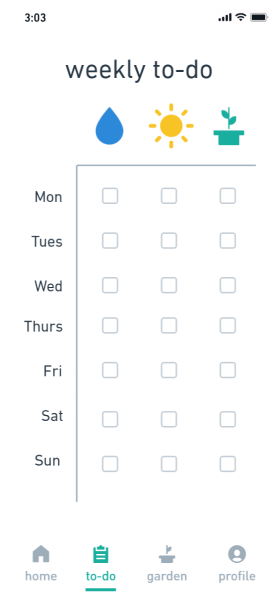 3:03
weekly to-do
Mon
Tues
Wed
Thurs
Fri
Sat
Sun
home to-do garden profile